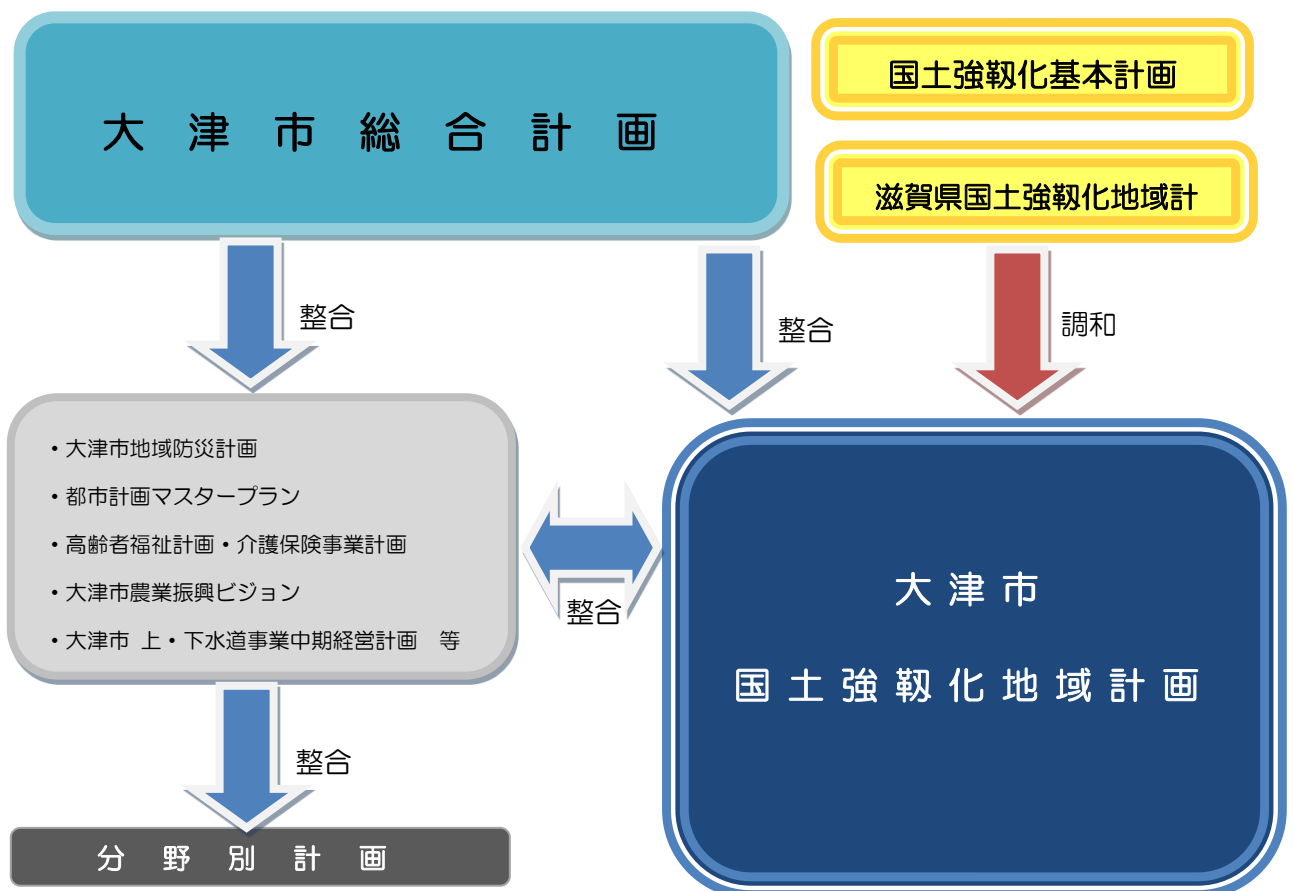 大津市総合計画
国土強靱化基本計画
滋賀県国土強靱化地域計
整合
整合
調和
・大津市地域防災計画
・都市計画マスタープラン
・高齢者福祉計画・介護保険事業計画
・大津市農業振興ビジョン
・大津市 上・下水道事業中期経営計画 等
整合
大津市
国土強靱化地域計画
整合
分野別計画